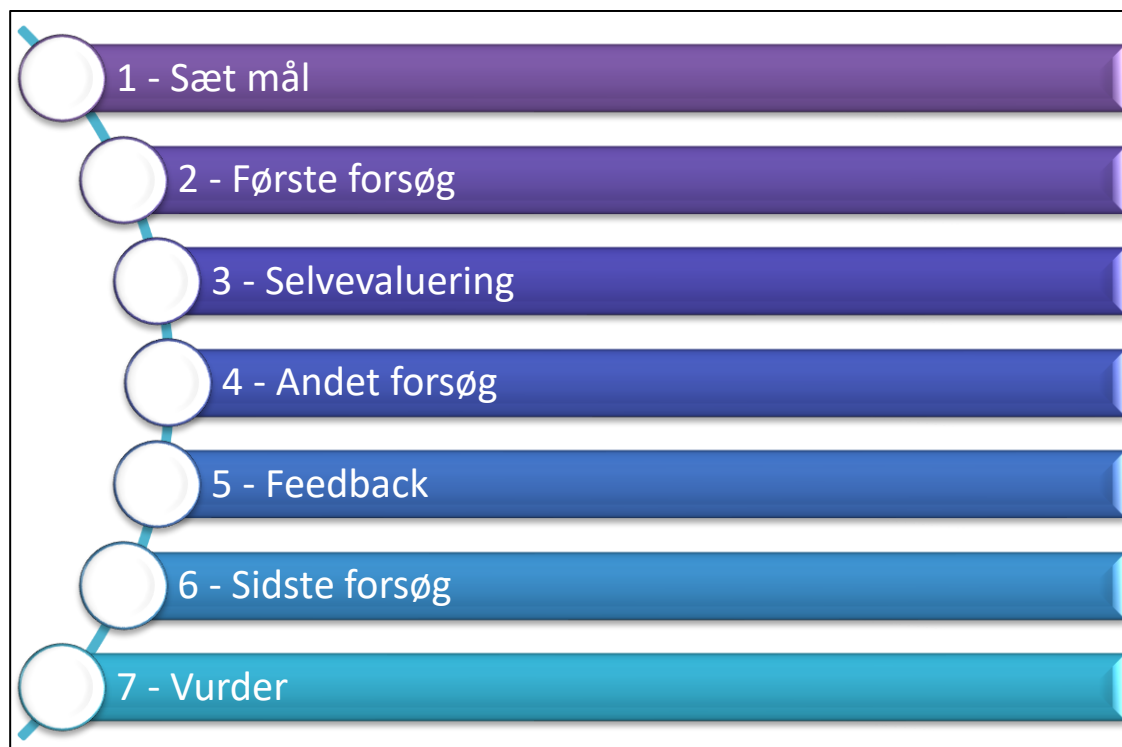 1 - Sæt mål
2 - Første forsøg
3 - Selvevaluering
4 - Andet forsøg
5 - Feedback
6 - Sidste forsøg
7 - Vurder